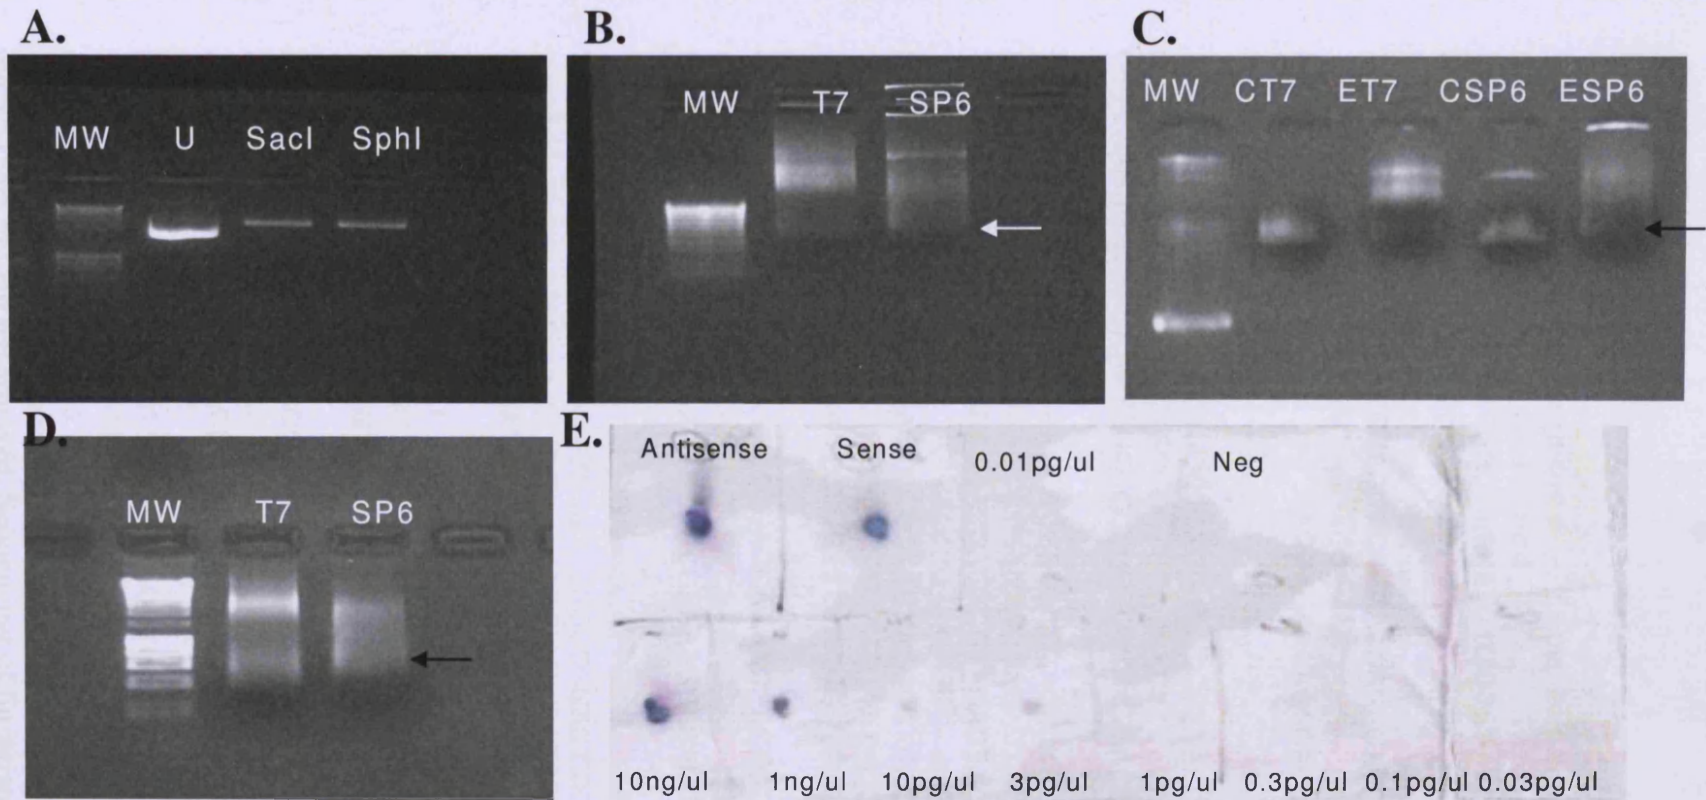 A.
MW U SacI SphI
B.
MW T7 SP6
C.
MW CT7 ET7 CSP6 ESP6
D.
MW T7 SP6
E.
Antisense Sense 0.01pg/ul Neg
10ng/ul 1ng/ul 10pg/ul 3pg/ul 1pg/ul 0.3pg/ul 0.1pg/ul 0.03pg/ul